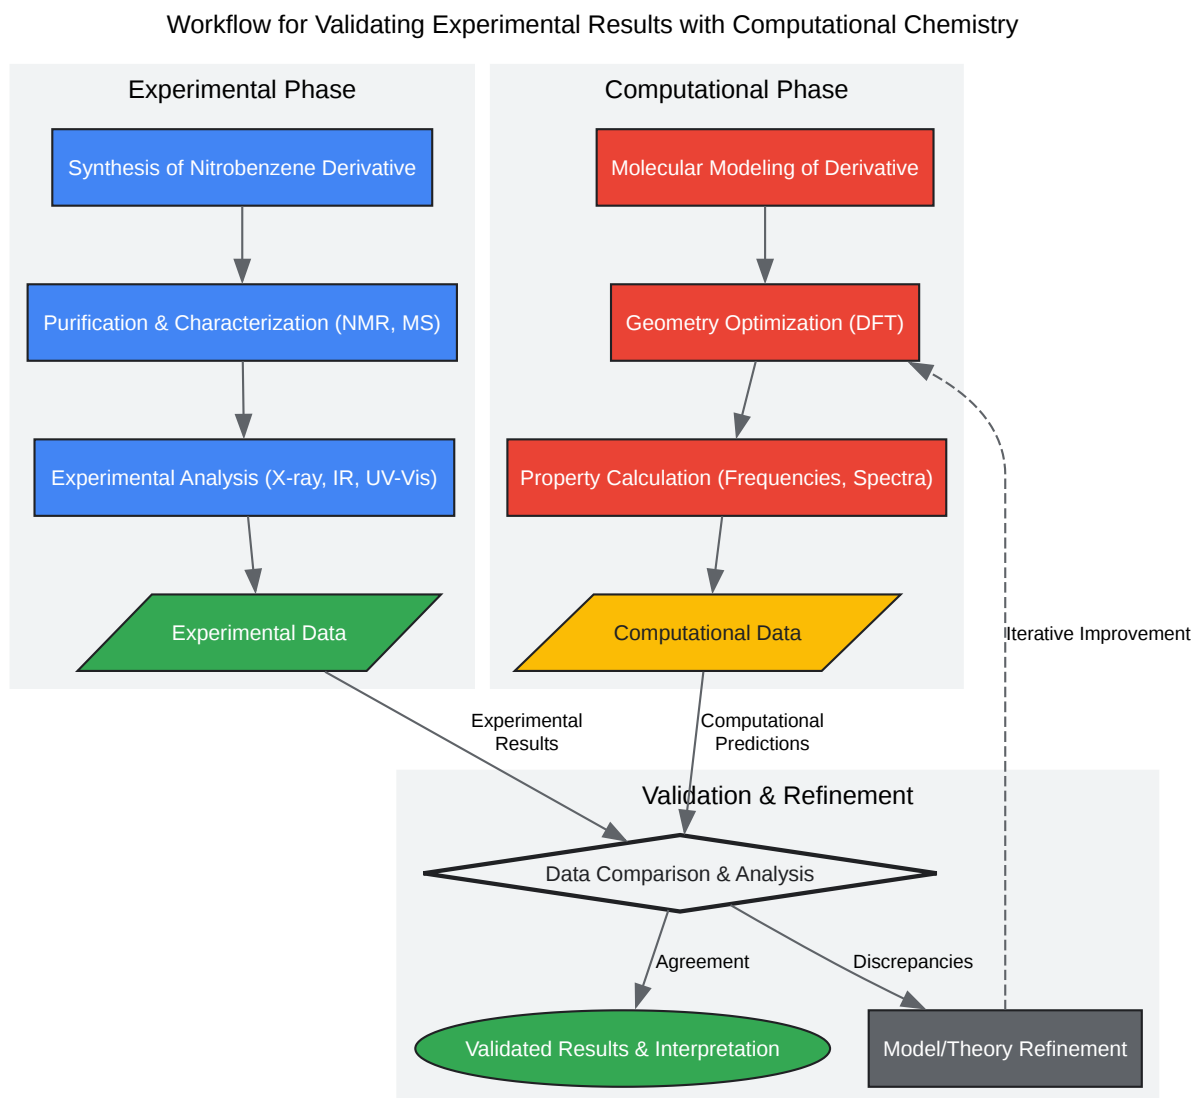 Workflow for Validating Experimental Results with Computational Chemistry
Experimental Phase
Synthesis of Nitrobenzene Derivative
Purification & Characterization (NMR, MS)
Experimental Analysis (X-ray, IR, UV-Vis)
Experimental Data
Computational Phase
Molecular Modeling of Derivative
Geometry Optimization (DFT)
Property Calculation (Frequencies, Spectra)
Computational Data
Iterative Improvement
Experimental
Results
Computational
Predictions
Validation & Refinement
Data Comparison & Analysis
Agreement
Discrepancies
Validated Results & Interpretation
Model/Theory Refinement